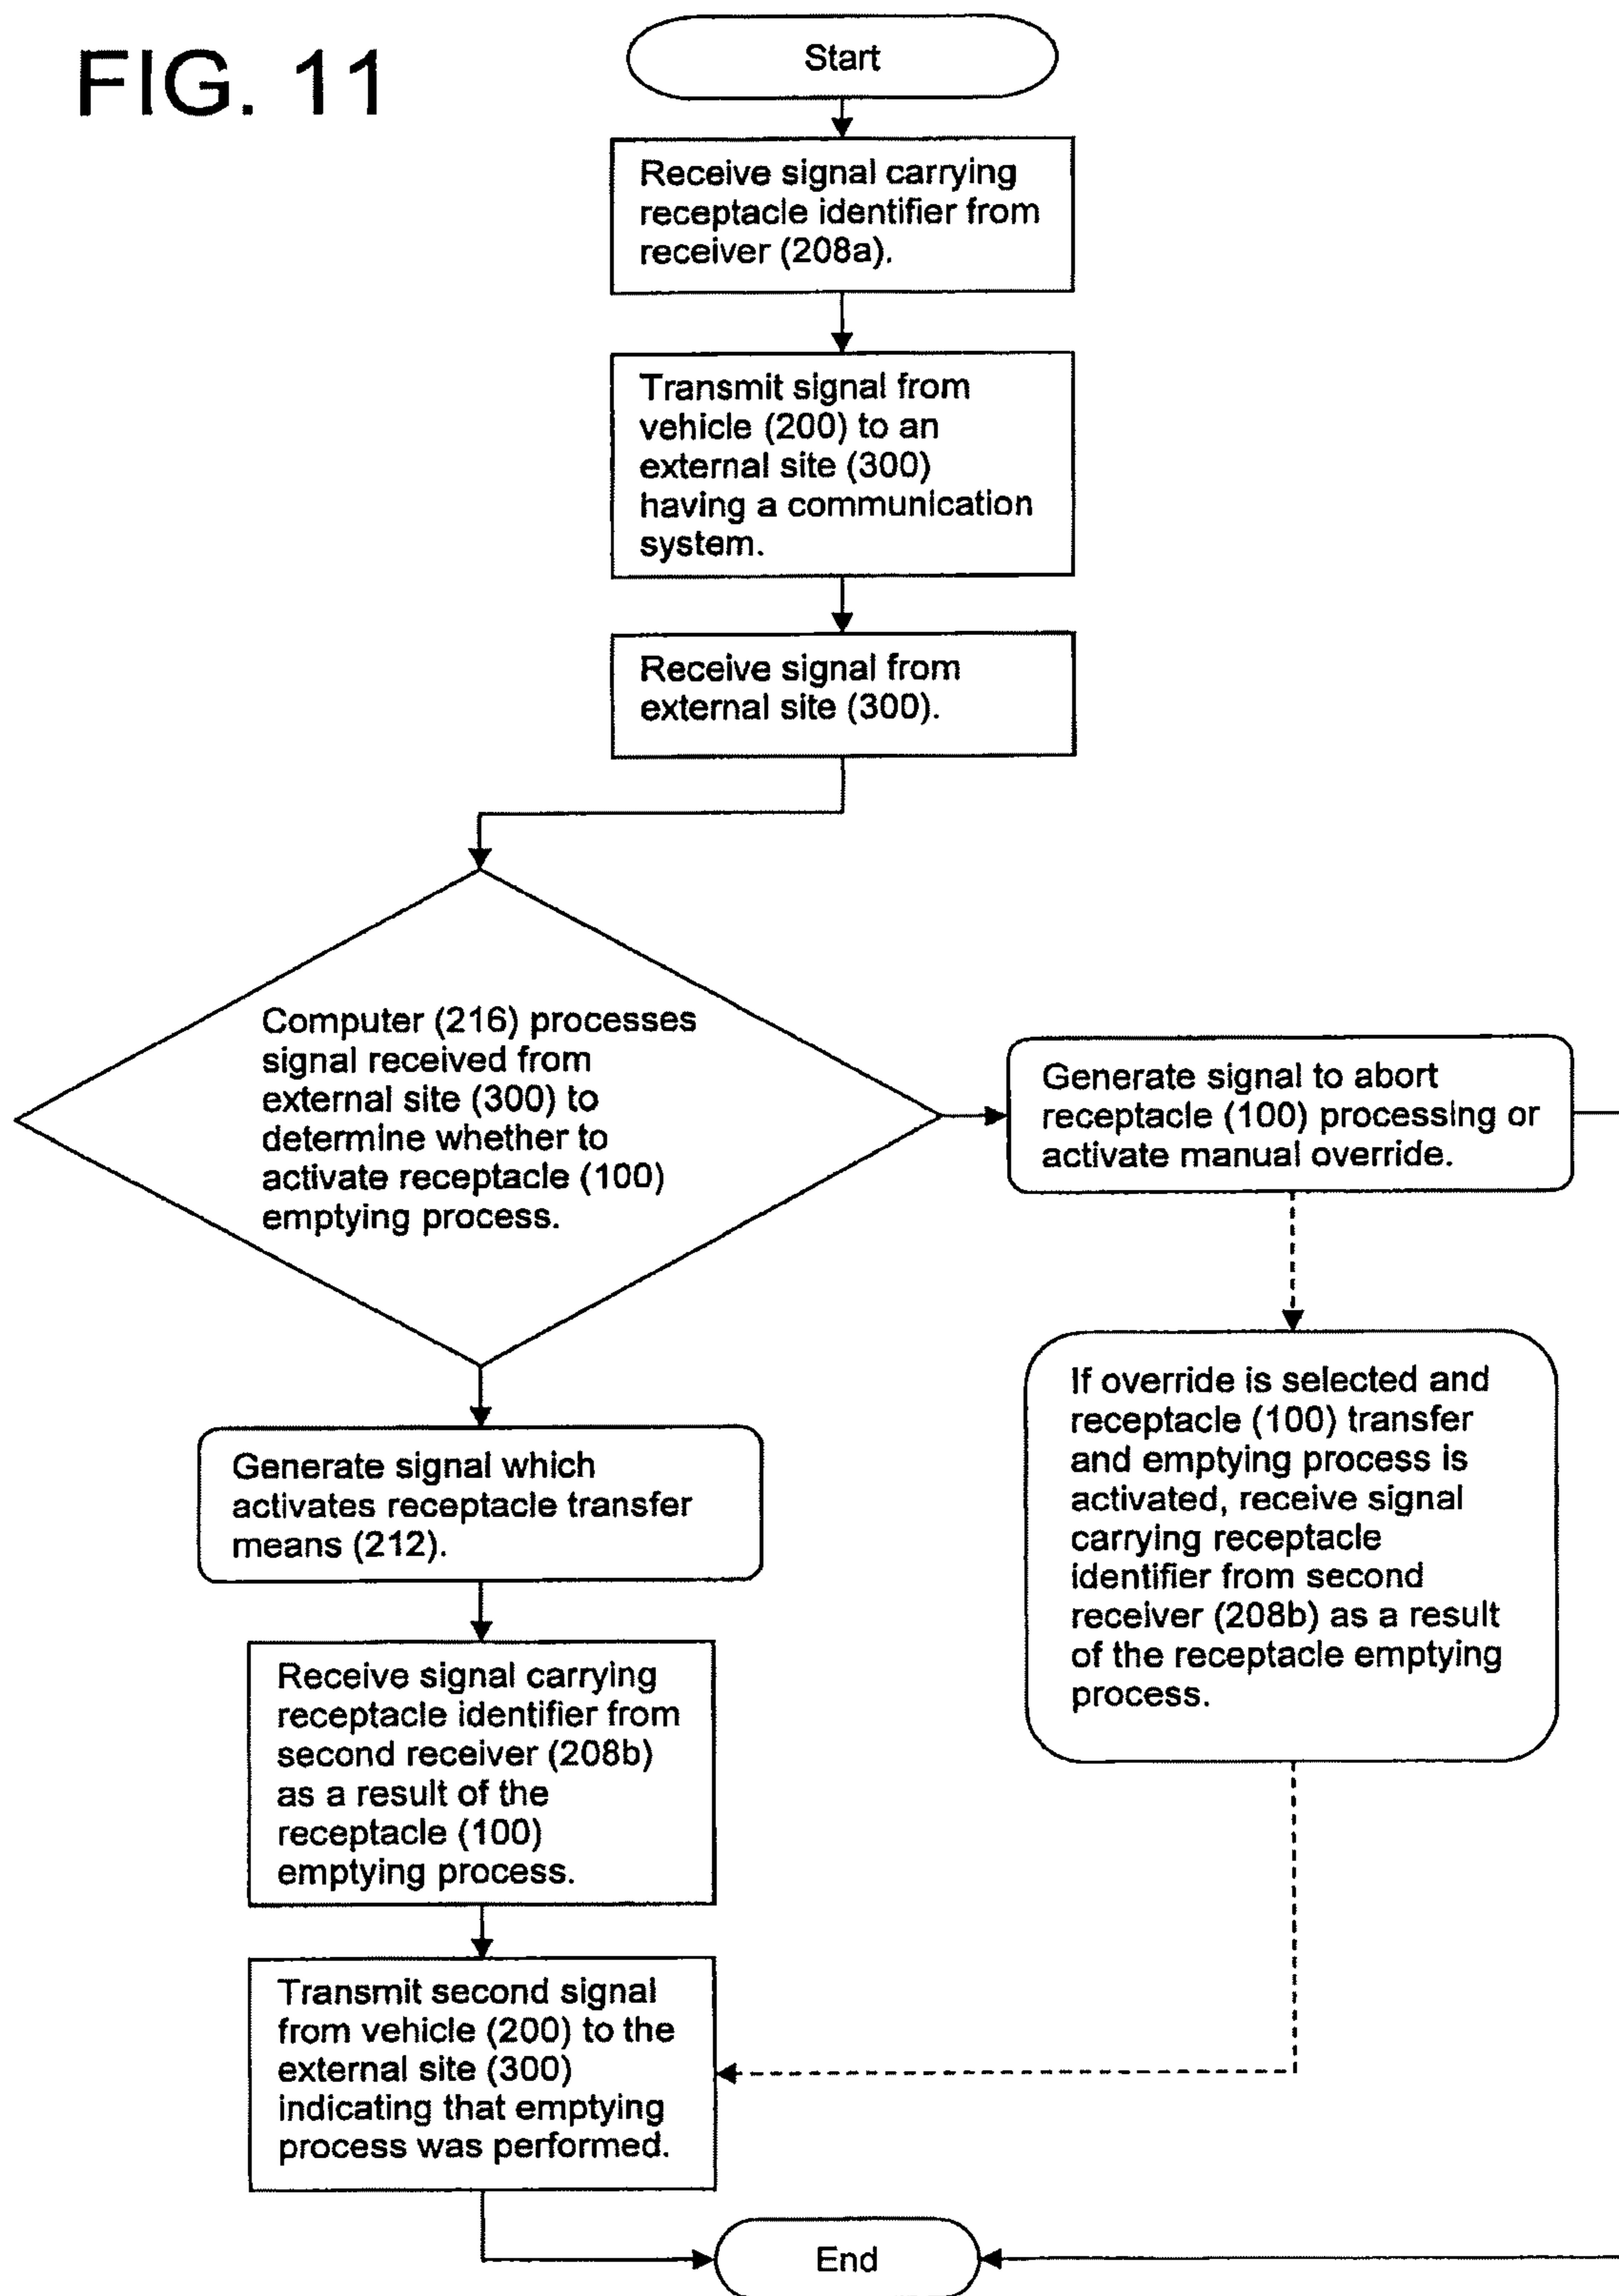 FIG. 11
Start
Receive signal carrying
receptacle identifier from
receiver (208a).
Transmit signal from
vehicle (200) to an
external site (300)
having a communication
system.
Receive signal from
external site (300).
Computer (216) processes
signal received from
external site (300) to
determine whether to
activate receptacle (100)
emptying process.
Generate signal to abort
receptacle (100) processing or
activate manual override.
If override is selected and
receptacle (100) transfer
and emptying process is
activated, receive signal
carrying receptacle
identifier from second
receiver (208b) as a result
of the receptacle emptying
process.
Generate signal which
activates receptacle transfer
means (212).
Receive signal carrying
receptacle identifier from
second receiver (208b)
as a result of the
receptacle (100)
emptying process.
Transmit second signal
from vehicle (200) to the
external site (300)
indicating that emptying
process was performed.
End